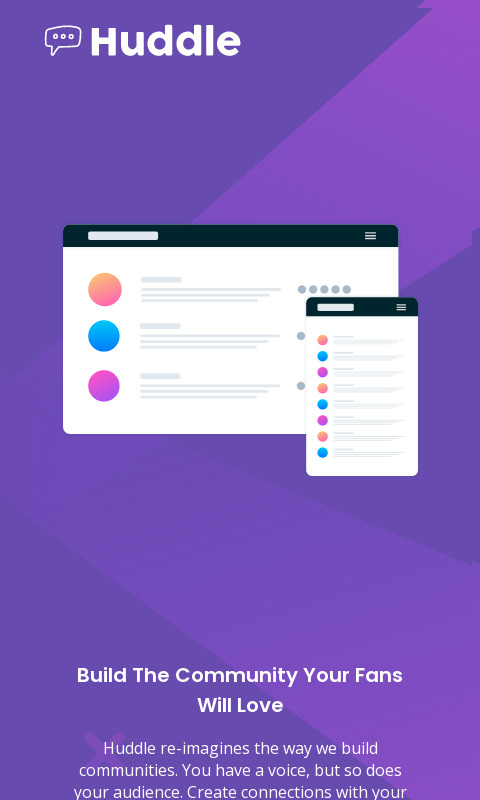 Huddle
Build The Community Your Fans
Will Love
Huddle re-imagines the way we build
communities. You have a voice, but so does
your audience. Create connections with your